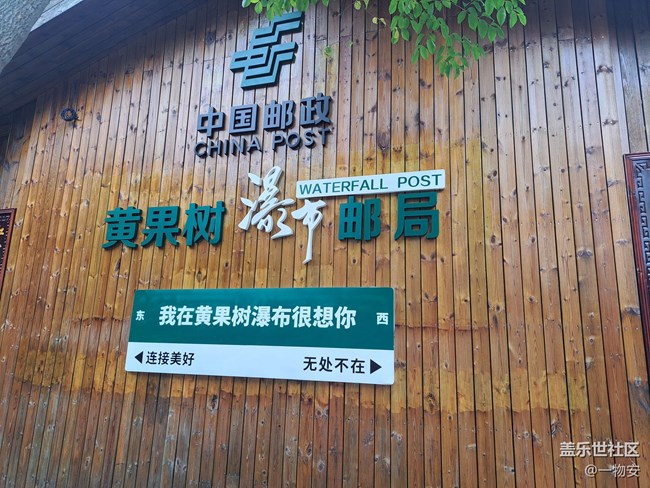 中国邮政
CHINA POST
WATERFALL POST
黄果树瀑布邮局
东 我在黄果树瀑布很想你 西
连接美好 无处不在
盖乐世社区
@一物安